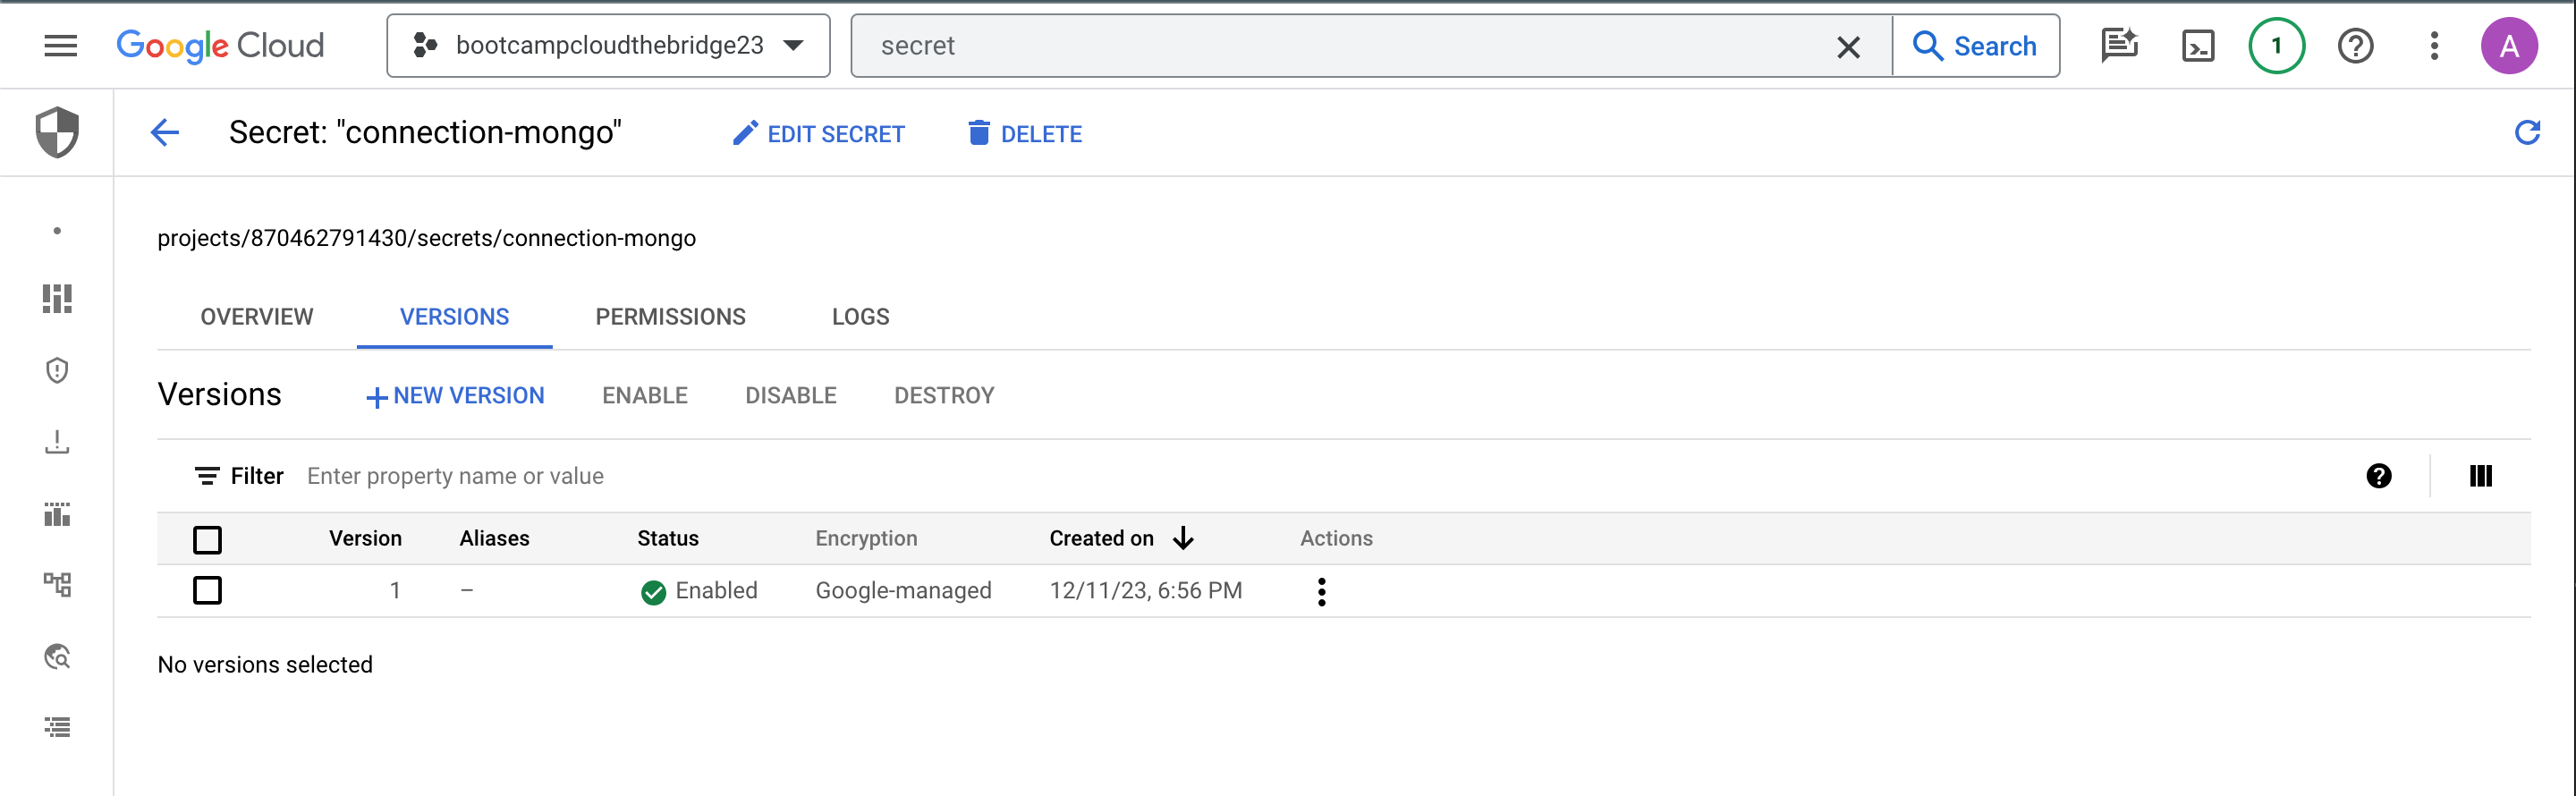 Google Cloud
bootcampcloudthebridge23
secret
Search
1
A
Secret: "connection-mongo"
EDIT SECRET
DELETE
projects/870462791430/secrets/connection-mongo
OVERVIEW
VERSIONS
PERMISSIONS
LOGS
Versions
NEW VERSION
ENABLE
DISABLE
DESTROY
Filter Enter property name or value
Version Aliases Status Encryption Created on Actions
1 – Enabled Google-managed 12/11/23, 6:56 PM
No versions selected